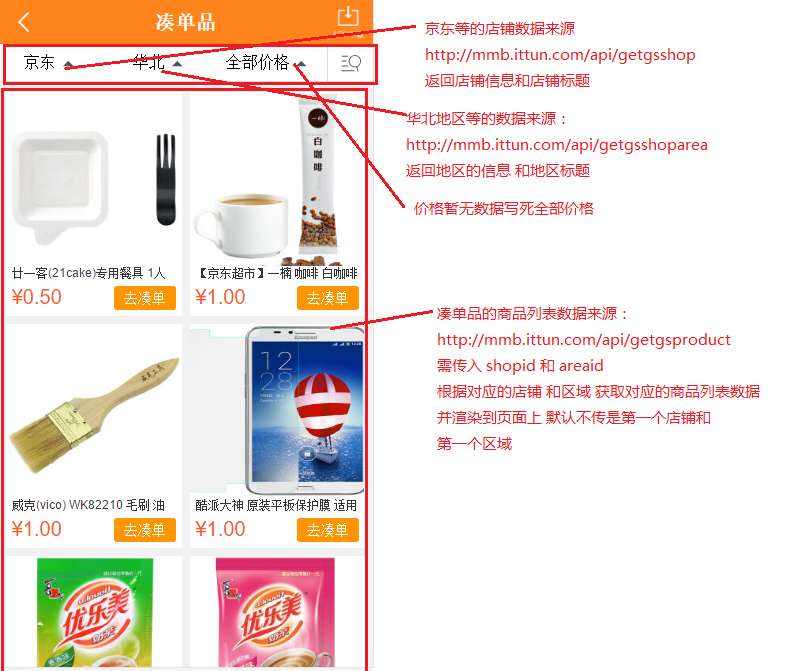 凑单品
京东
华北
全部价格
京东等的店铺数据来源
http://mmb.ittun.com/api/getgsshop
返回店铺信息和店铺标题
华北地区等的数据来源：
http://mmb.ittun.com/api/getgsshoparea
返回地区的信息 和地区标题
价格暂无数据写死全部价格
一楠
白咖啡
廿一客(21cake)专用餐具 1人
¥0.50
去凑单
【京东超市】一楠 咖啡 白咖啡
¥1.00
去凑单
凑单品的商品列表数据来源：
http://mmb.ittun.com/api/getgsproduct
需传入 shopid 和 areaid
根据对应的店铺 和区域 获取对应的商品列表数据
并渲染到页面上 默认不传是第一个店铺和
第一个区域
Coolpad
12
28
威克(vico) WK82210 毛刷 油
¥1.00
去凑单
酷派大神 原装平板保护膜 适用
¥1.00
去凑单
优乐美
奶茶
优乐美
奶茶